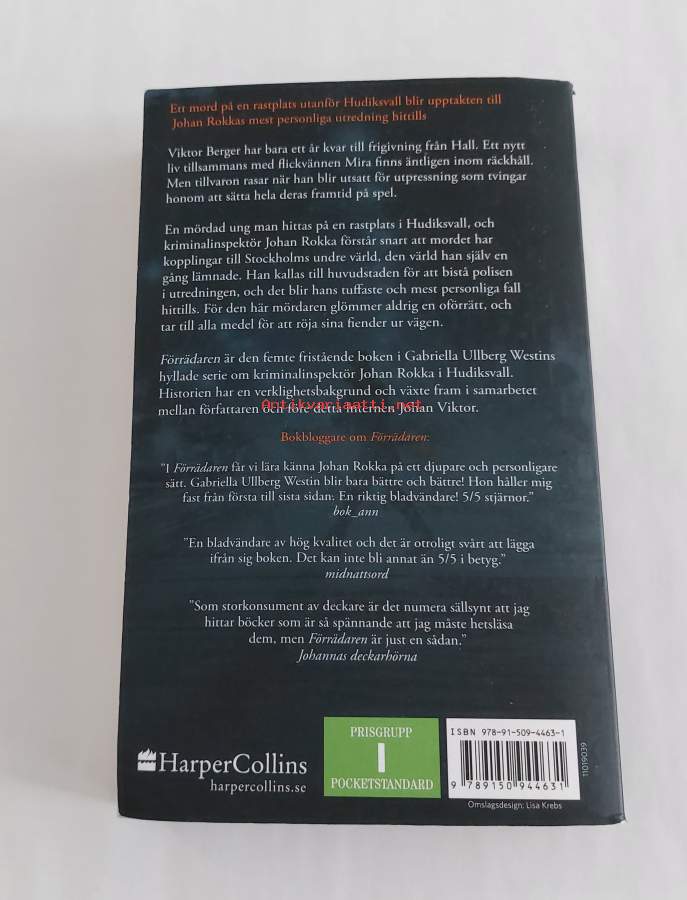 Ett mord på en rastplats utanför Hudiksvall blir upptakten till
Johan Rokkas mest personliga utredning hittills
Viktor Berger har bara ett år kvar till frigivning från Hall. Ett nytt
liv tillsammans med flickvännen Mira finns äntligen inom räckhåll.
Men tillvaron rasar när han blir utsatt för utpressning som tvingar
honom att sätta hela deras framtid på spel.
En mördad ung man hittas på en rastplats i Hudiksvall, och
kriminalinspektör Johan Rokka förstår snart att mordet har
kopplingar till Stockholms undre värld, den värld han själv en
gång lämnade. Han kallas till huvudstaden för att bistå polisen
i utredningen, och det blir hans tuffaste och mest personliga fall
hittills. För den här mördaren glömmer aldrig en oförrätt, och
tar till alla medel för att röja sina fiender ur vägen.
Förrädaren är den femte fristående boken i Gabriella Ullberg Westins
hyllade serie om kriminalinspektör Johan Rokka i Hudiksvall.
Historien har en verklighetsbakgrund och växte fram i samarbetet
mellan författaren och före detta internen Johan Viktor.
Antikvariaatti.net
Bokbloggare om Förrädaren:
"I Förrädaren får vi lära känna Johan Rokka på ett djupare och personligare
sätt. Gabriella Ullberg Westin blir bara bättre och bättre! Hon håller mig
fast från första till sista sidan. En riktig bladvändare! 5/5 stjärnor."
bok_ann
"En bladvändare av hög kvalitet och det är otroligt svårt att lägga
ifrån sig boken. Det kan inte bli annat än 5/5 i betyg."
midnattsord
"Som storkonsument av deckare är det numera sällsynt att jag
hittar böcker som är så spännande att jag måste hetsläsa
dem, men Förrädaren är just en sådan."
Johannas deckarhörna
HarperCollins
harpercollins.se
PRISGRUPP
I
POCKETSTANDARD
ISBN 978-91-509-4463-1
9 789150 944631
Omslagsdesign: Lisa Krebs
11019039